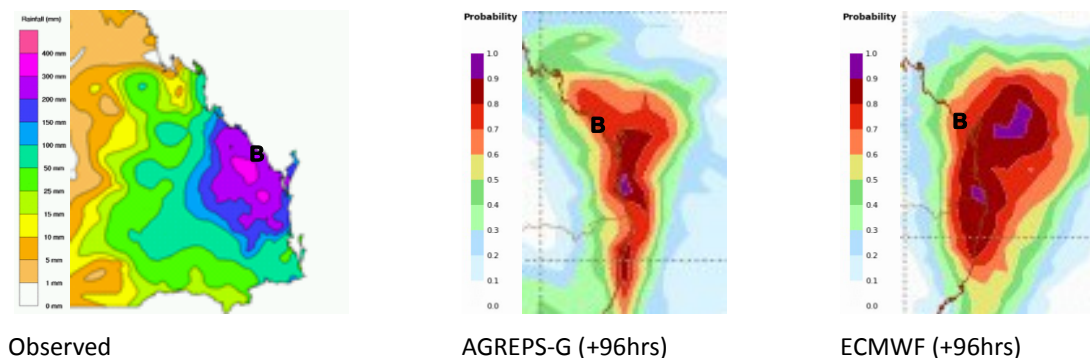 Rainfall (mm)
400 mm
300 mm
200 mm
150 mm
100 mm
50 mm
25 mm
15 mm
10 mm
5 mm
1 mm
0 mm
B
Observed
Probability
1.0
0.9
0.8
0.7
0.6
0.5
0.4
0.3
0.2
0.1
0.0
B
AGREPS-G (+96hrs)
Probability
1.0
0.9
0.8
0.7
0.6
0.5
0.4
0.3
0.2
0.1
0.0
B
ECMWF (+96hrs)